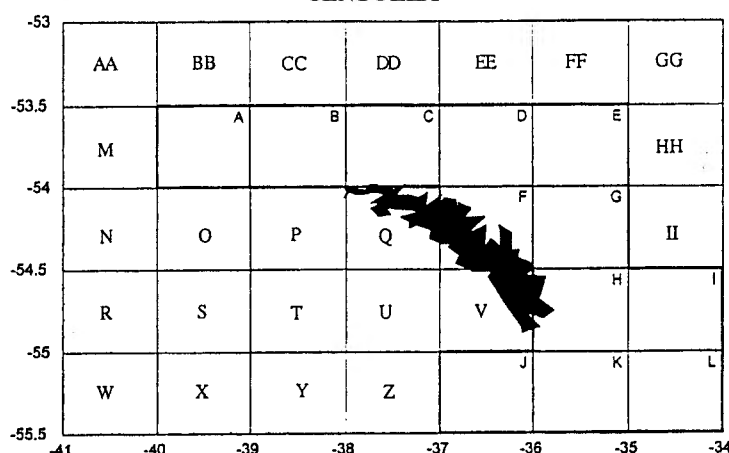 -53
AA BB CC DD EE FF GG
-53.5
A B C D E
M HH
-54
F G
N O P Q II
-54.5
H I
R S T U V
-55
J K L
W X Y Z
-55.5
-41 -40 -39 -38 -37 -36 -35 -34